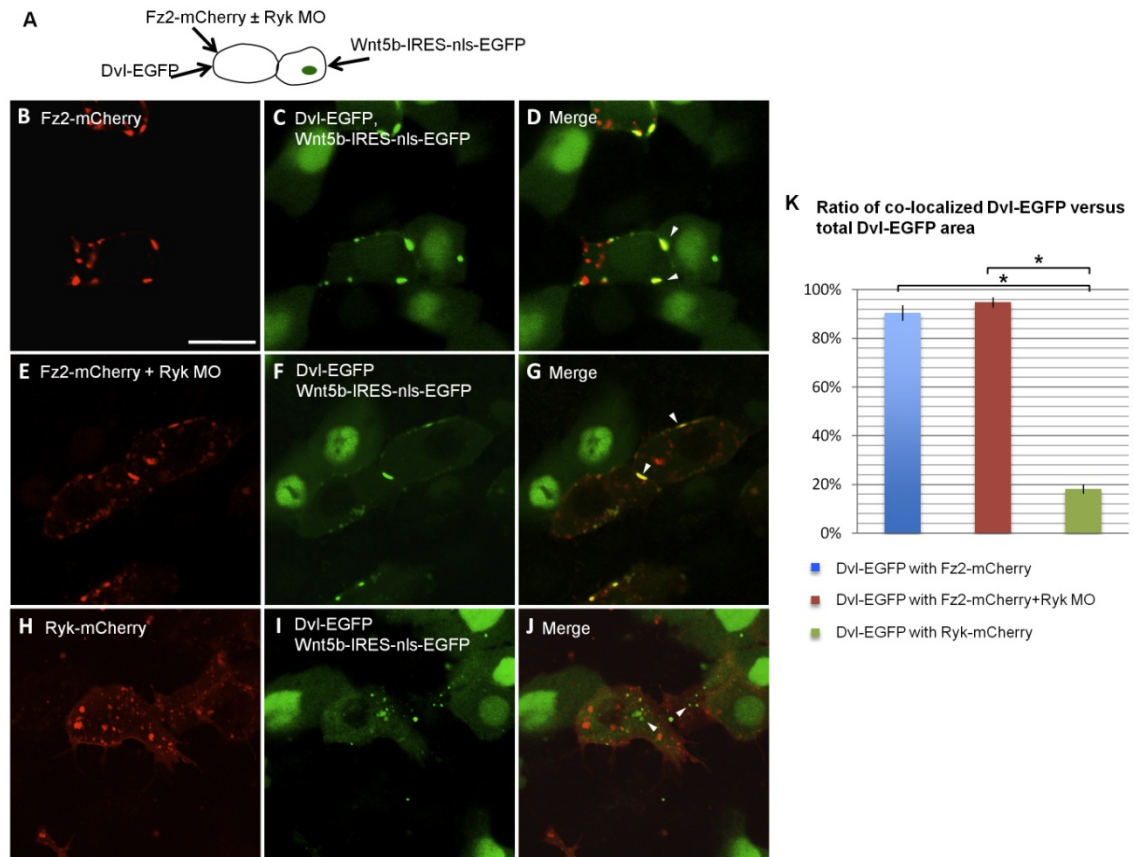 A
Fz2-mCherry ± Ryk MO
Dvl-EGFP
Wnt5b-IRES-nls-EGFP
B Fz2-mCherry
C Dvl-EGFP,
Wnt5b-IRES-nls-EGFP
D Merge
E Fz2-mCherry + Ryk MO
F Dvl-EGFP
Wnt5b-IRES-nls-EGFP
G Merge
H Ryk-mCherry
I Dvl-EGFP
Wnt5b-IRES-nls-EGFP
J Merge
K Ratio of co-localized Dvl-EGFP versus
total Dvl-EGFP area
*
*
100%
80%
60%
40%
20%
0%
Dvl-EGFP with Fz2-mCherry
Dvl-EGFP with Fz2-mCherry+Ryk MO
Dvl-EGFP with Ryk-mCherry